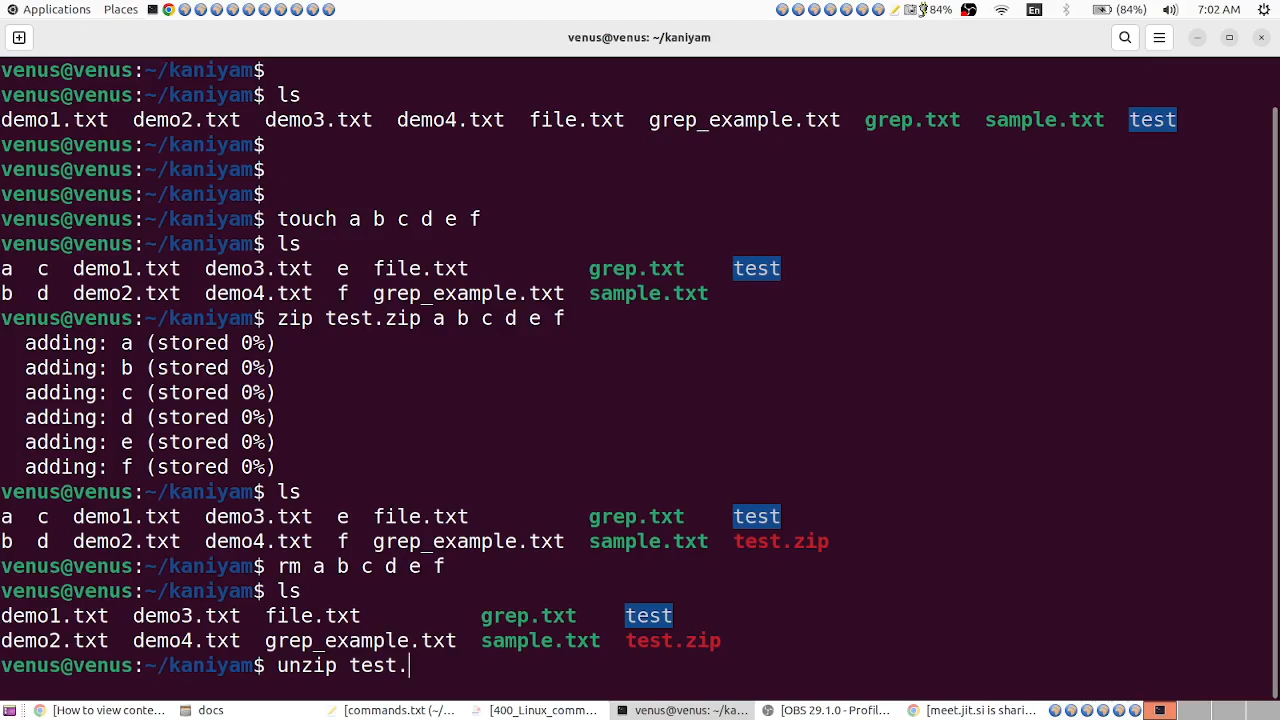 Applications Places 84% En (84%) 7:02 AM
venus@venus: ~/kaniyam
venus@venus:~/kaniyam$
venus@venus:~/kaniyam$ ls
demo1.txt demo2.txt demo3.txt demo4.txt file.txt grep_example.txt grep.txt sample.txt test
venus@venus:~/kaniyam$
venus@venus:~/kaniyam$
venus@venus:~/kaniyam$
venus@venus:~/kaniyam$ touch a b c d e f
venus@venus:~/kaniyam$ ls
a c demo1.txt demo3.txt e file.txt grep.txt test
b d demo2.txt demo4.txt f grep_example.txt sample.txt
venus@venus:~/kaniyam$ zip test.zip a b c d e f
adding: a (stored 0%)
adding: b (stored 0%)
adding: c (stored 0%)
adding: d (stored 0%)
adding: e (stored 0%)
adding: f (stored 0%)
venus@venus:~/kaniyam$ ls
a c demo1.txt demo3.txt e file.txt grep.txt test
b d demo2.txt demo4.txt f grep_example.txt sample.txt test.zip
venus@venus:~/kaniyam$ rm a b c d e f
venus@venus:~/kaniyam$ ls
demo1.txt demo3.txt file.txt grep.txt test
demo2.txt demo4.txt grep_example.txt sample.txt test.zip
venus@venus:~/kaniyam$ unzip test.
[How to view conte... docs [commands.txt (~/... [400_Linux_comm... venus@venus: ~/ka... [OBS 29.1.0 - Profil... [meet.jit.si is sharin...